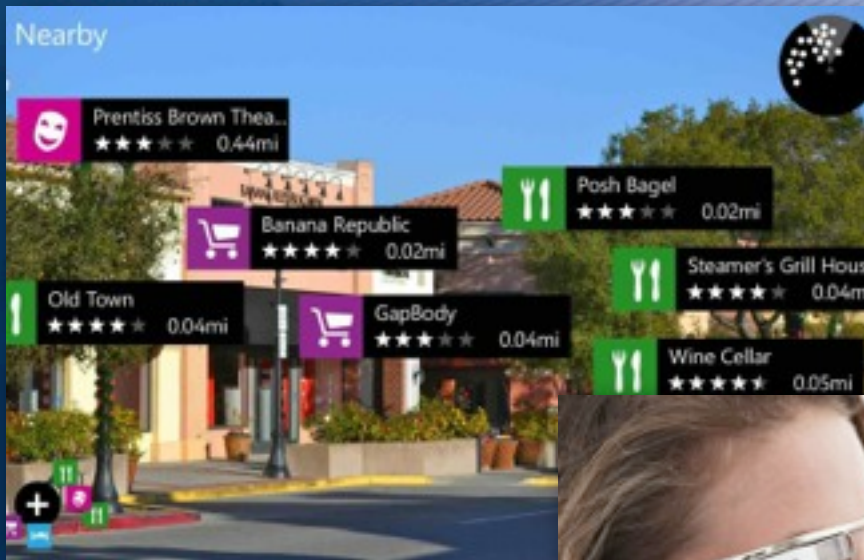 Nearby
Prentiss Brown Thea..
0.44mi
Posh Bagel
0.02mi
Banana Republic
0.02mi
Steamer's Grill Hous
0.04m
Old Town
0.04mi
GapBody
0.04mi
Wine Cellar
0.05mi